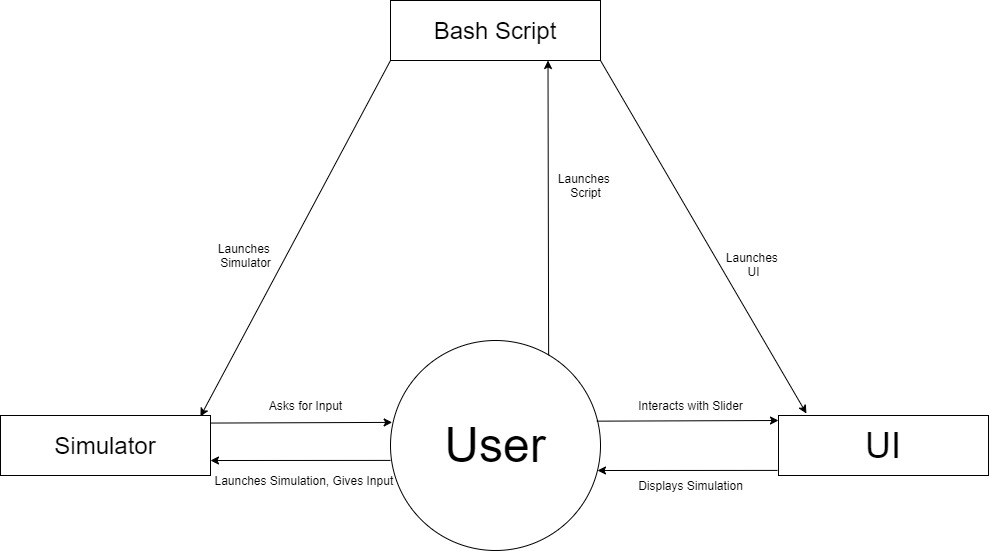 Bash Script
Launches
Script
Launches
Simulator
Launches
UI
Asks for Input
Interacts with Slider
Simulator
User
UI
Launches Simulation, Gives Input
Displays Simulation